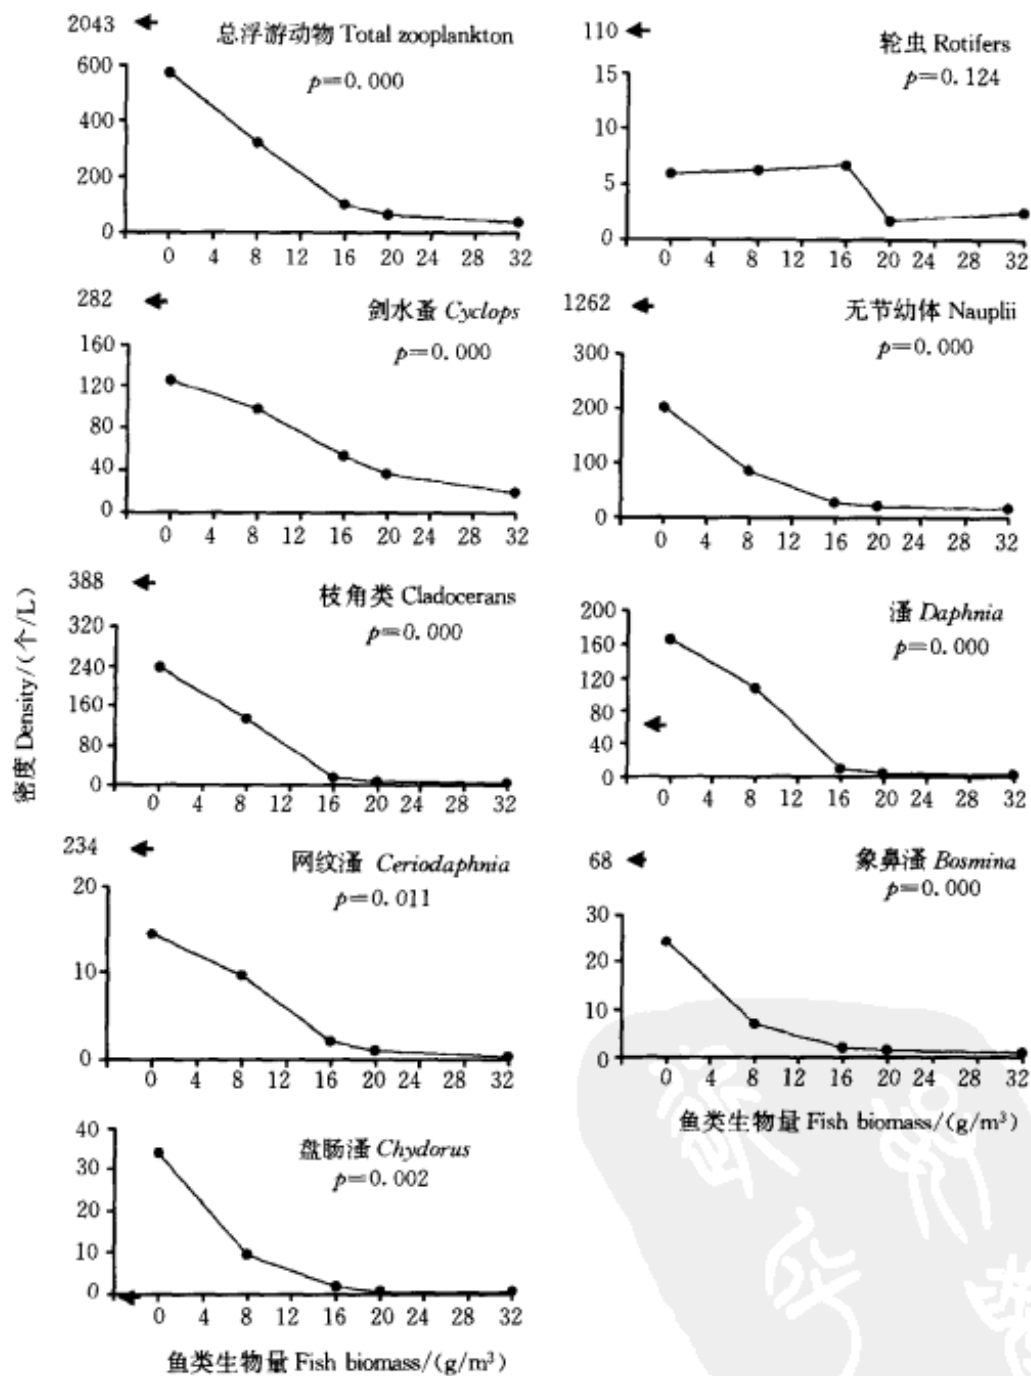 2043
总浮游动物 Total zooplankton
p=0.000
600
400
200
0
0 4 8 12 16 20 24 28 32
110
轮虫 Rotifers
p=0.124
15
10
5
0
0 4 8 12 16 20 24 28 32
282
剑水蚤 Cyclops
p=0.000
160
120
80
40
0
0 4 8 12 16 20 24 28 32
1262
无节幼体 Nauplii
p=0.000
300
200
100
0
0 4 8 12 16 20 24 28 32
密度 Density/(个/L)
388
枝角类 Cladocerans
p=0.000
320
240
160
80
0
0 4 8 12 16 20 24 28 32
溞 Daphnia
p=0.000
200
160
120
80
40
0
0 4 8 12 16 20 24 28 32
234
网纹溞 Ceriodaphnia
p=0.011
20
10
0
0 4 8 12 16 20 24 28 32
68
象鼻溞 Bosmina
p=0.000
30
20
10
0
0 4 8 12 16 20 24 28 32
鱼类生物量 Fish biomass/(g/m³)
盘肠溞 Chydorus
p=0.002
40
30
20
10
0
0 4 8 12 16 20 24 28 32
鱼类生物量 Fish biomass/(g/m³)